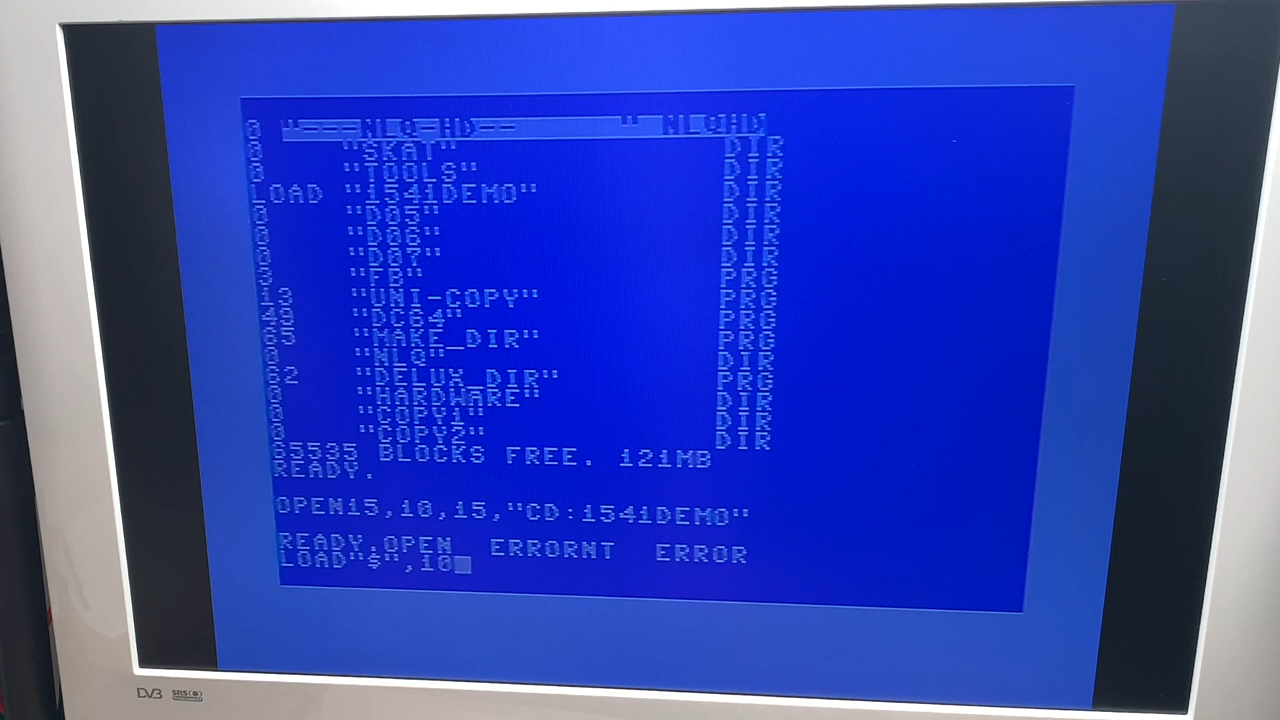 0 "---NLQ-HD-- " NLQHD
0 "SKAT" DIR
0 "TOOLS" DIR
LOAD "1541DEMO" DIR
0 "D05" DIR
0 "D06" DIR
0 "D07" DIR
3 "FB" PRG
13 "UNI-COPY" PRG
49 "DC64" PRG
65 "MAKE_DIR" PRG
0 "NLQ" DIR
62 "DELUX_DIR" PRG
0 "HARDWARE" DIR
0 "COPY1" DIR
0 "COPY2" DIR
65535 BLOCKS FREE. 121MB
READY.
OPEN15,10,15,"CD:1541DEMO"
READY.OPEN ERRORNT ERROR
LOAD"$",10
DVB SRS